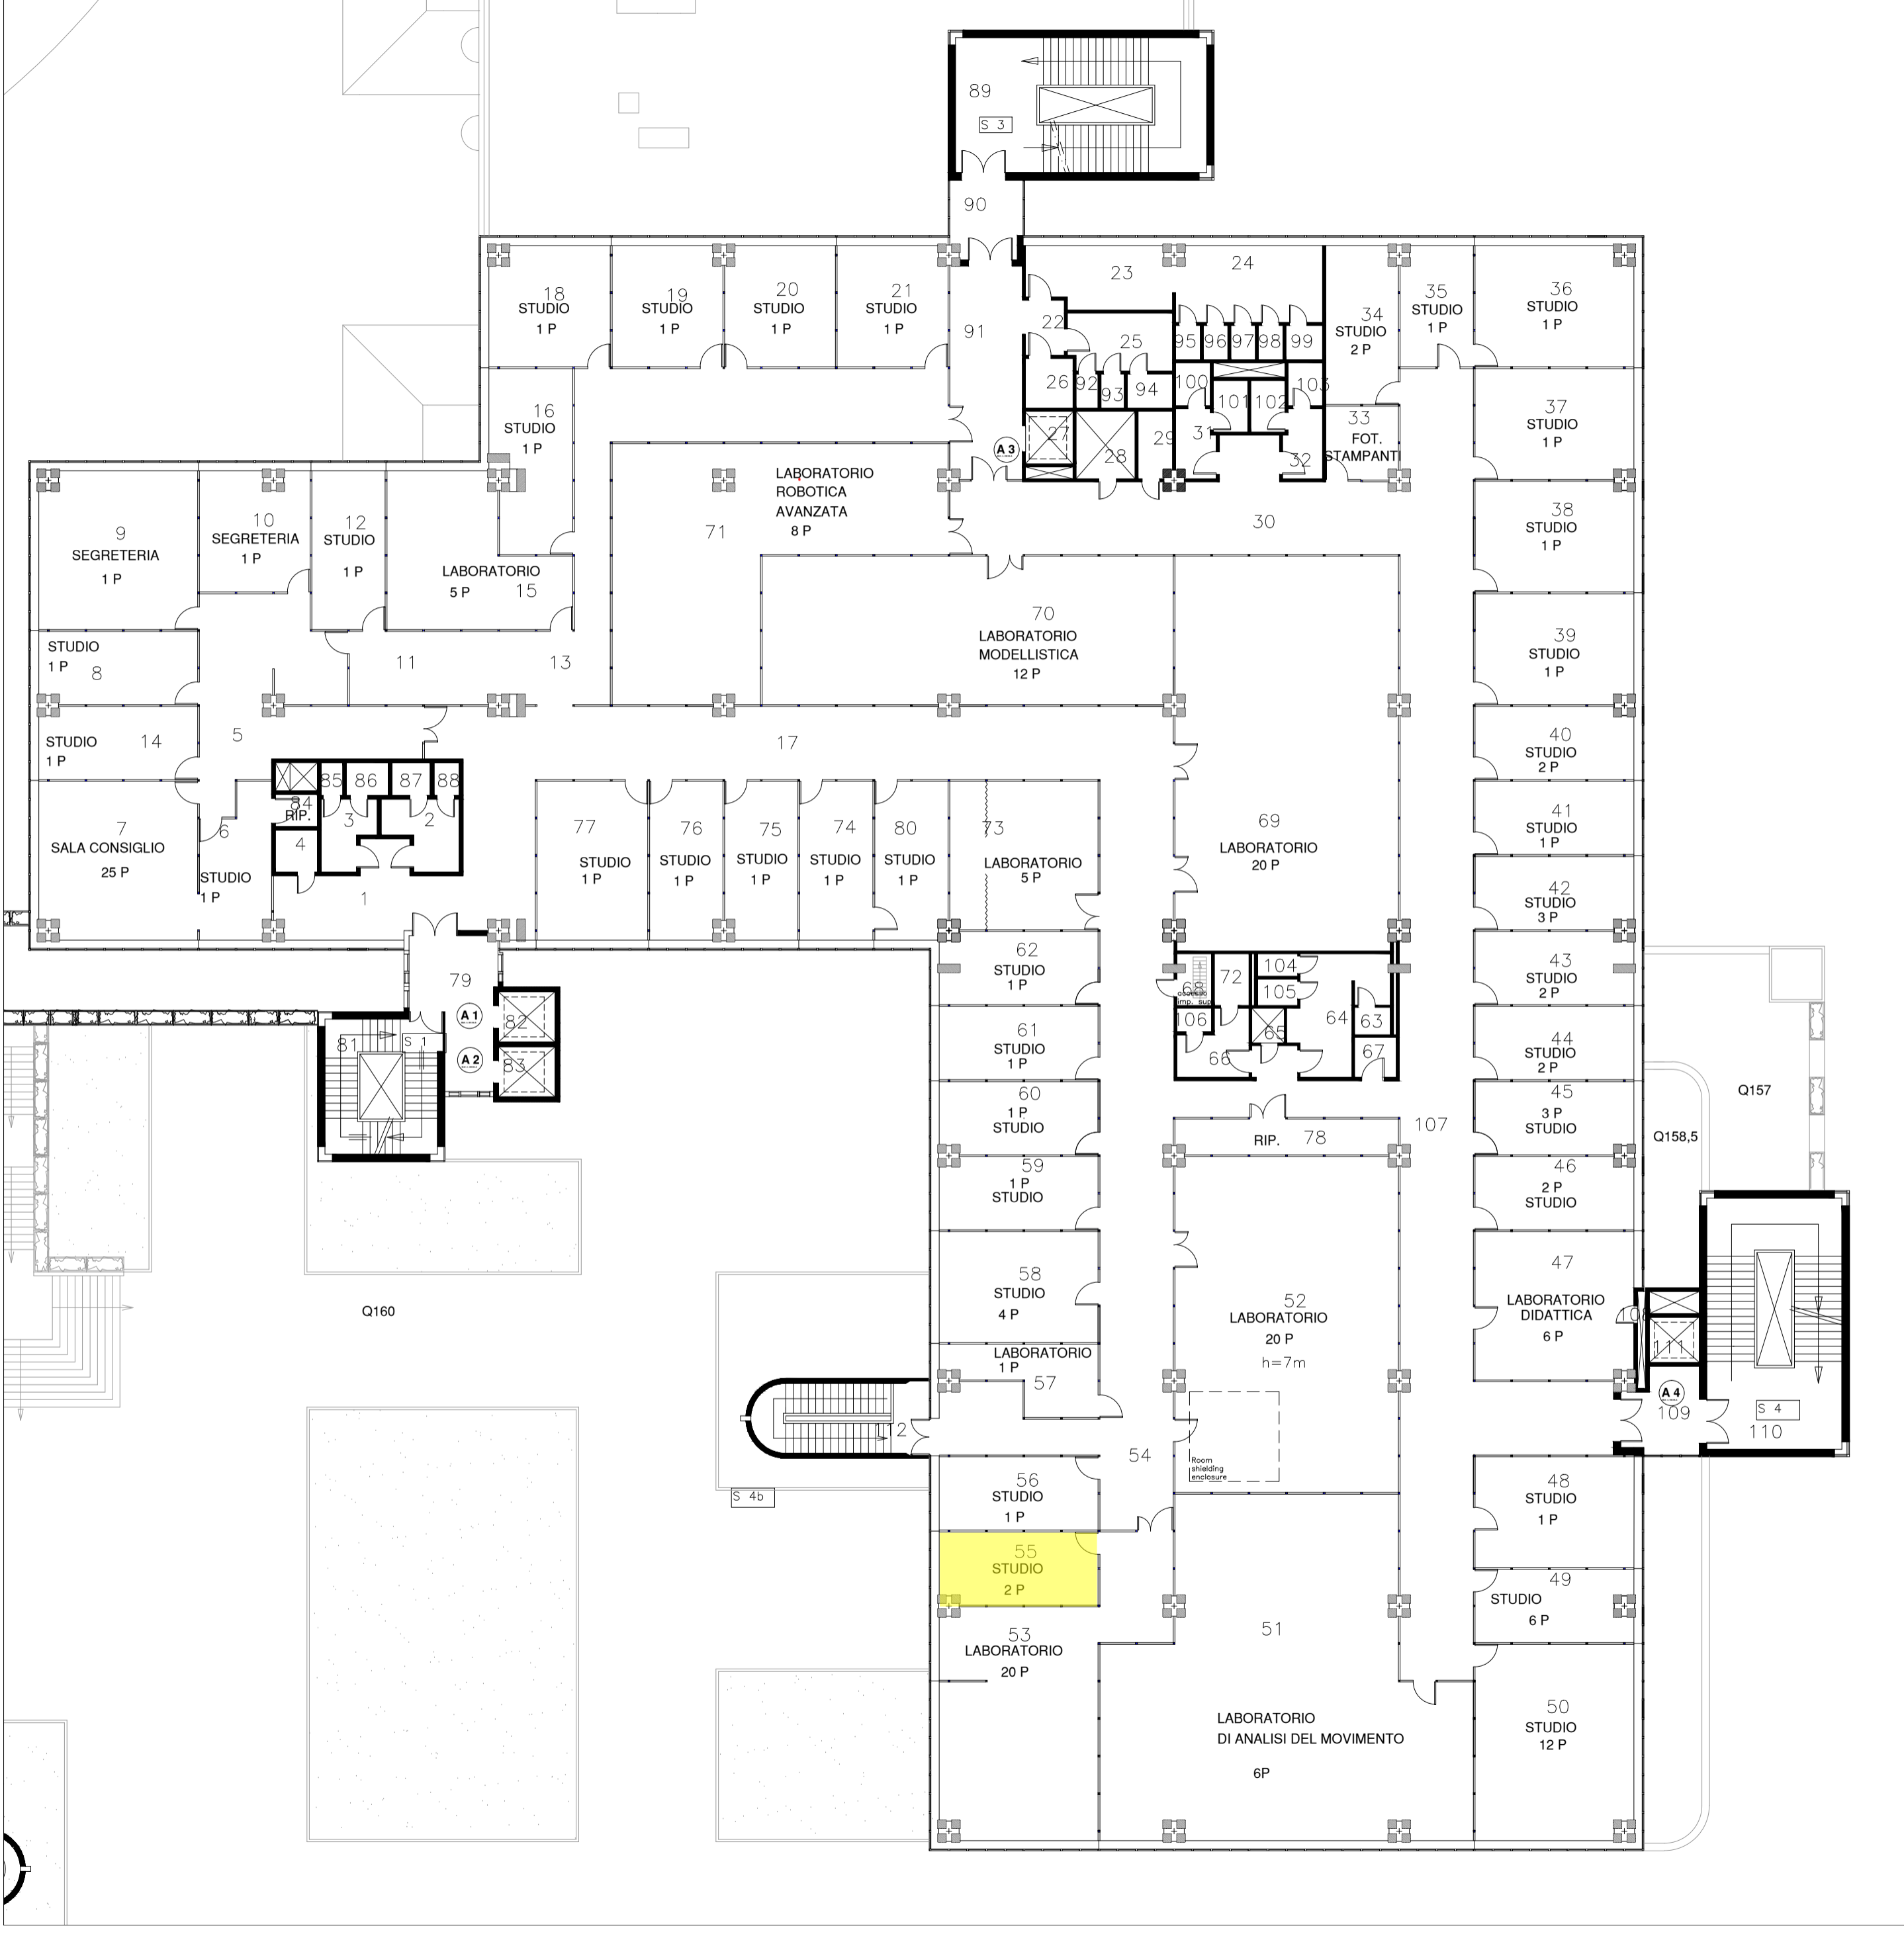 89
S 3
90
18
STUDIO
1 P
19
STUDIO
1 P
20
STUDIO
1 P
21
STUDIO
1 P
91
22
23
24
25
26
92
93
94
95
96
97
98
99
100
101
102
103
27
28
29
31
32
A 3
34
STUDIO
2 P
35
STUDIO
1 P
36
STUDIO
1 P
33
FOT.
STAMPANTI
37
STUDIO
1 P
16
STUDIO
1 P
9
SEGRETERIA
1 P
10
SEGRETERIA
1 P
12
STUDIO
1 P
LABORATORIO
5 P
15
71
LABORATORIO
ROBOTICA
AVANZATA
8 P
30
38
STUDIO
1 P
STUDIO
1 P
8
11
13
70
LABORATORIO
MODELLISTICA
12 P
39
STUDIO
1 P
STUDIO
14
1 P
5
17
40
STUDIO
2 P
7
SALA CONSIGLIO
25 P
6
STUDIO
1 P
84
RIP.
4
85
86
87
88
3
2
1
77
STUDIO
1 P
76
STUDIO
1 P
75
STUDIO
1 P
74
STUDIO
1 P
80
STUDIO
1 P
73
LABORATORIO
5 P
69
LABORATORIO
20 P
41
STUDIO
1 P
42
STUDIO
3 P
79
A 1
A 2
81
S 1
82
83
62
STUDIO
1 P
68
72
104
105
106
66
65
64
63
67
43
STUDIO
2 P
61
STUDIO
1 P
44
STUDIO
2 P
60
1 P
STUDIO
RIP.
78
107
45
3 P
STUDIO
Q157
Q158,5
59
1 P
STUDIO
46
2 P
STUDIO
58
STUDIO
4 P
52
LABORATORIO
20 P
h=7m
47
LABORATORIO
DIDATTICA
6 P
111
Q160
LABORATORIO
1 P
57
A 4
109
S 4
110
54
Room
shielding
enclosure
S 4b
56
STUDIO
1 P
48
STUDIO
1 P
55
STUDIO
2 P
49
STUDIO
6 P
53
LABORATORIO
20 P
51
LABORATORIO
DI ANALISI DEL MOVIMENTO
6P
50
STUDIO
12 P